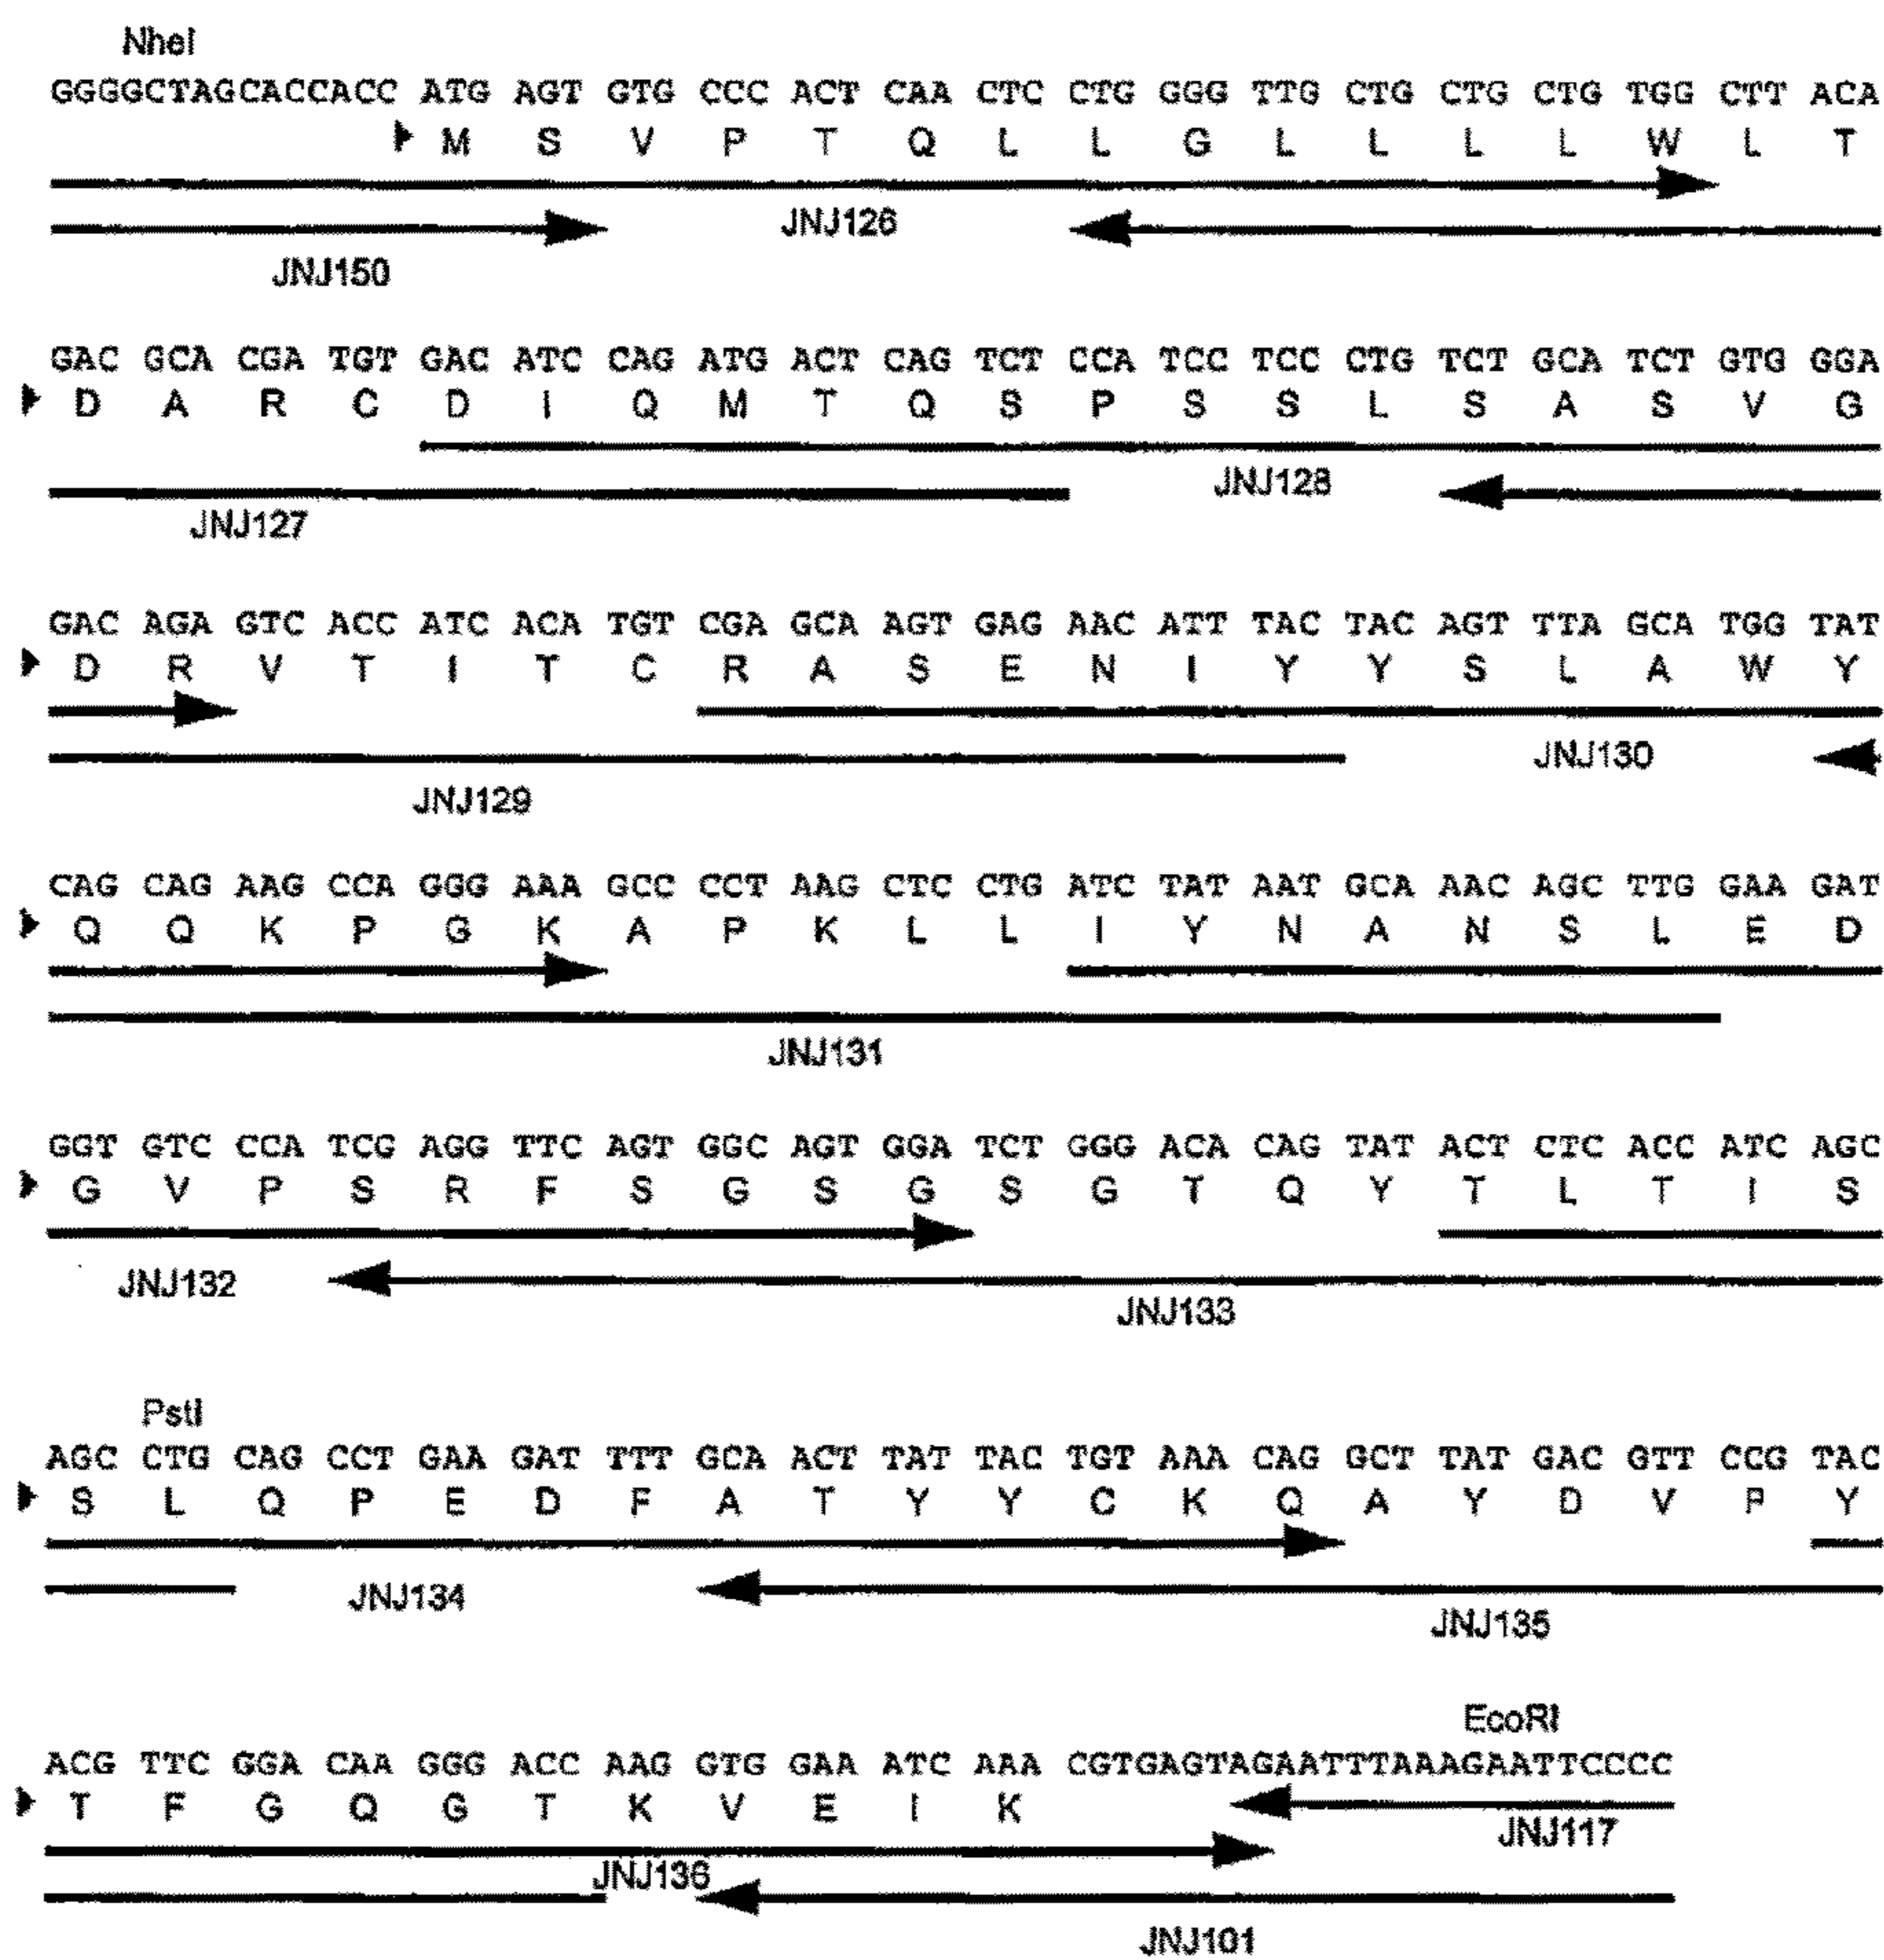 NheI
GGGGCTAGCACCACC ATG AGT GTG CCC ACT CAA CTC CTG GGG TTG CTG CTG CTG TGG CTT ACA
M S V P T Q L L G L L L L W L T
JNJ126
JNJ150
GAC GCA CGA TGT GAC ATC CAG ATG ACT CAG TCT CCA TCC TCC CTG TCT GCA TCT GTG GGA
D A R C D I Q M T Q S P S S L S A S V G
JNJ128
JNJ127
GAC AGA GTC ACC ATC ACA TGT CGA GCA AGT GAG AAC ATT TAC TAC AGT TTA GCA TGG TAT
D R V T I T C R A S E N I Y Y S L A W Y
JNJ130
JNJ129
CAG CAG AAG CCA GGG AAA GCC CCT AAG CTC CTG ATC TAT AAT GCA AAC AGC TTG GAA GAT
Q Q K P G K A P K L L I Y N A N S L E D
JNJ131
GGT GTC CCA TCG AGG TTC AGT GGC AGT GGA TCT GGG ACA CAG TAT ACT CTC ACC ATC AGC
G V P S R F S G S G S G T Q Y T L T I S
JNJ132
JNJ133
PstI
AGC CTG CAG CCT GAA GAT TTT GCA ACT TAT TAC TGT AAA CAG GCT TAT GAC GTT CCG TAC
S L Q P E D F A T Y Y C K Q A Y D V P Y
JNJ134
JNJ135
EcoRI
ACG TTC GGA CAA GGG ACC AAG GTG GAA ATC AAA CGTGAGTAGAATTTAAAGAATTCCCC
T F G Q G T K V E I K
JNJ117
JNJ136
JNJ101